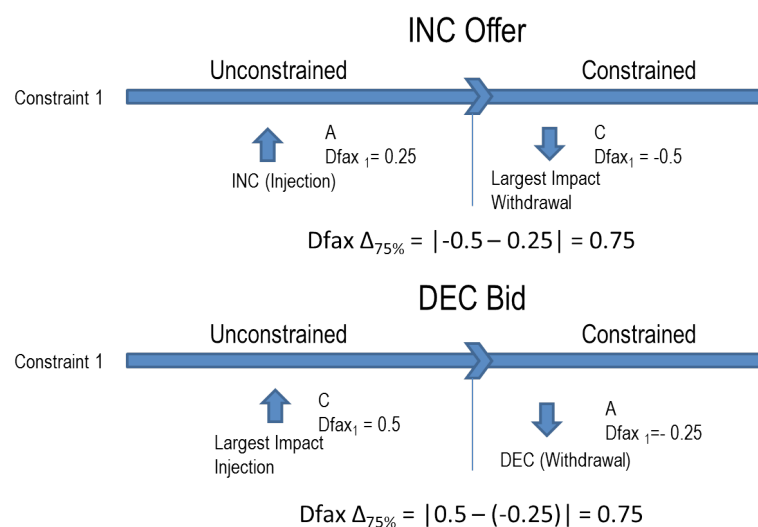 INC Offer
Unconstrained
Constrained
Constraint 1
A
Dfax 1= 0.25
INC (Injection)
C
Dfax1 = -0.5
Largest Impact
Withdrawal
Dfax Δ75% = |-0.5 – 0.25| = 0.75
DEC Bid
Unconstrained
Constrained
Constraint 1
C
Dfax1 = 0.5
Largest Impact
Injection
A
Dfax 1=- 0.25
DEC (Withdrawal)
Dfax Δ75% = |0.5 – (-0.25)| = 0.75